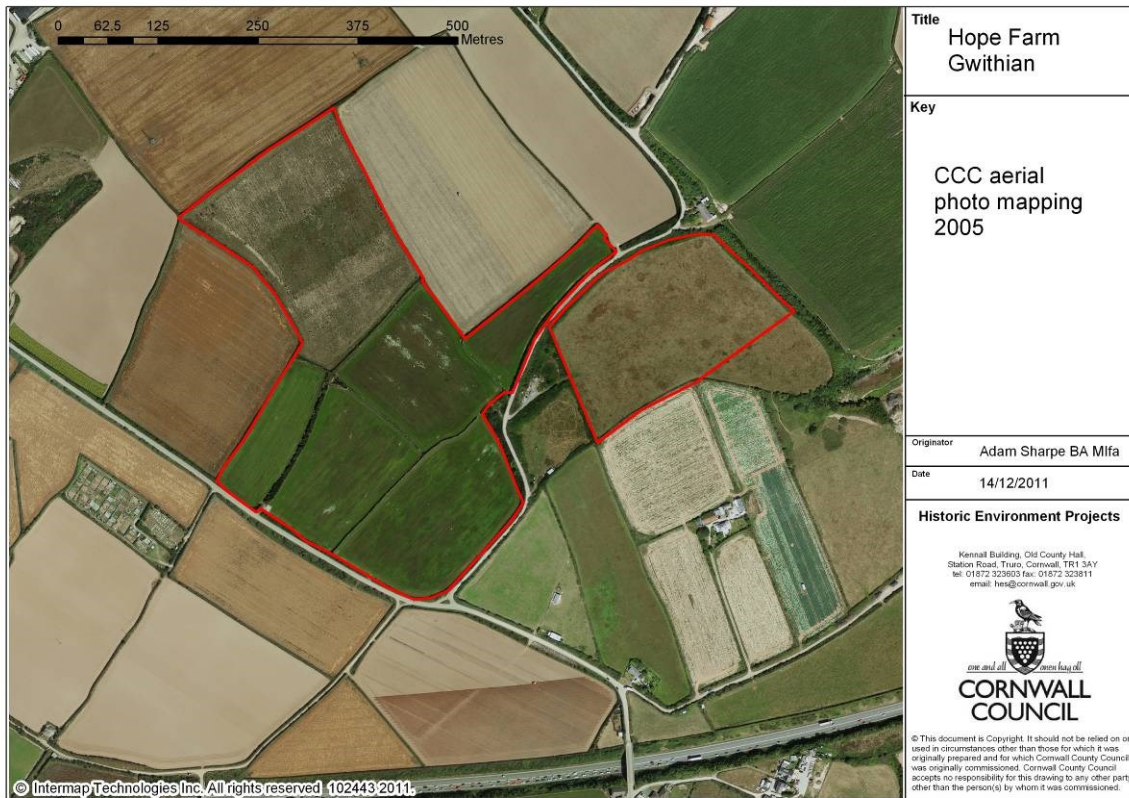 0 62.5 125 250 375 500
Metres
© Intermap Technologies Inc, All rights reserved 102443 2011.
Title
Hope Farm
Gwithian
Key
CCC aerial
photo mapping
2005
Originator
Adam Sharpe BA MIfa
Date
14/12/2011
Historic Environment Projects
Kennall Building, Old County Hall,
Station Road, Truro, Cornwall, TR1 3AY
tel: 01872 323603 fax: 01872 323811
email: hes@cornwall.gov.uk
one and all onen hag oll
CORNWALL
COUNCIL
© This document is Copyright. It should not be relied on or
used in circumstances other than those for which it was
originally prepared and for which Cornwall County Council
was originally commissioned. Cornwall County Council
accepts no responsibility for this drawing to any other party
other than the person(s) by whom it was commissioned.